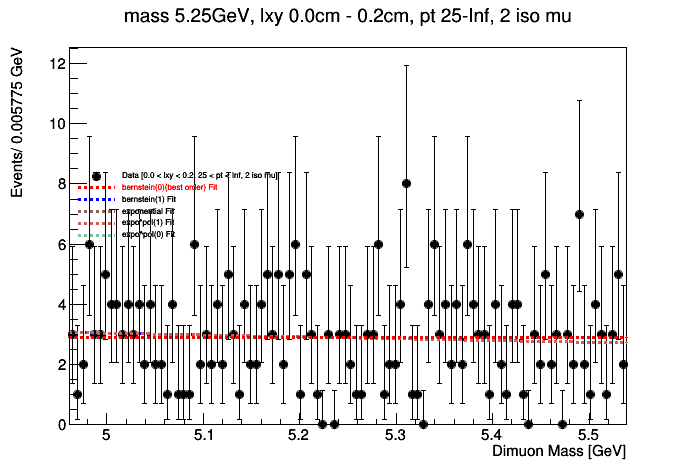 mass 5.25GeV, lxy 0.0cm - 0.2cm, pt 25-Inf, 2 iso mu
Events/ 0.005775 GeV
12
10
8
6
4
2
0
Data [0.0 < lxy < 0.2, 25 < pt < Inf, 2 iso mu]
bernstein(0)(best order) Fit
bernstein(1) Fit
exponential Fit
expo*pol(1) Fit
expo*pol(0) Fit
5 5.1 5.2 5.3 5.4 5.5
Dimuon Mass [GeV]